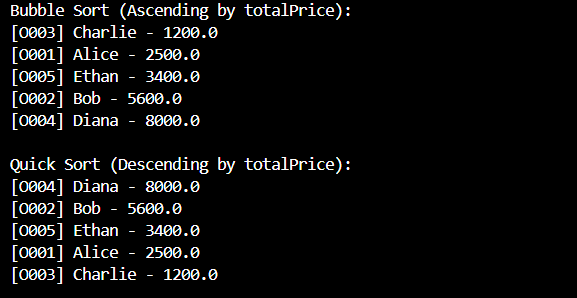 Bubble Sort (Ascending by totalPrice):
[O003] Charlie - 1200.0
[O001] Alice - 2500.0
[O005] Ethan - 3400.0
[O002] Bob - 5600.0
[O004] Diana - 8000.0

Quick Sort (Descending by totalPrice):
[O004] Diana - 8000.0
[O002] Bob - 5600.0
[O005] Ethan - 3400.0
[O001] Alice - 2500.0
[O003] Charlie - 1200.0